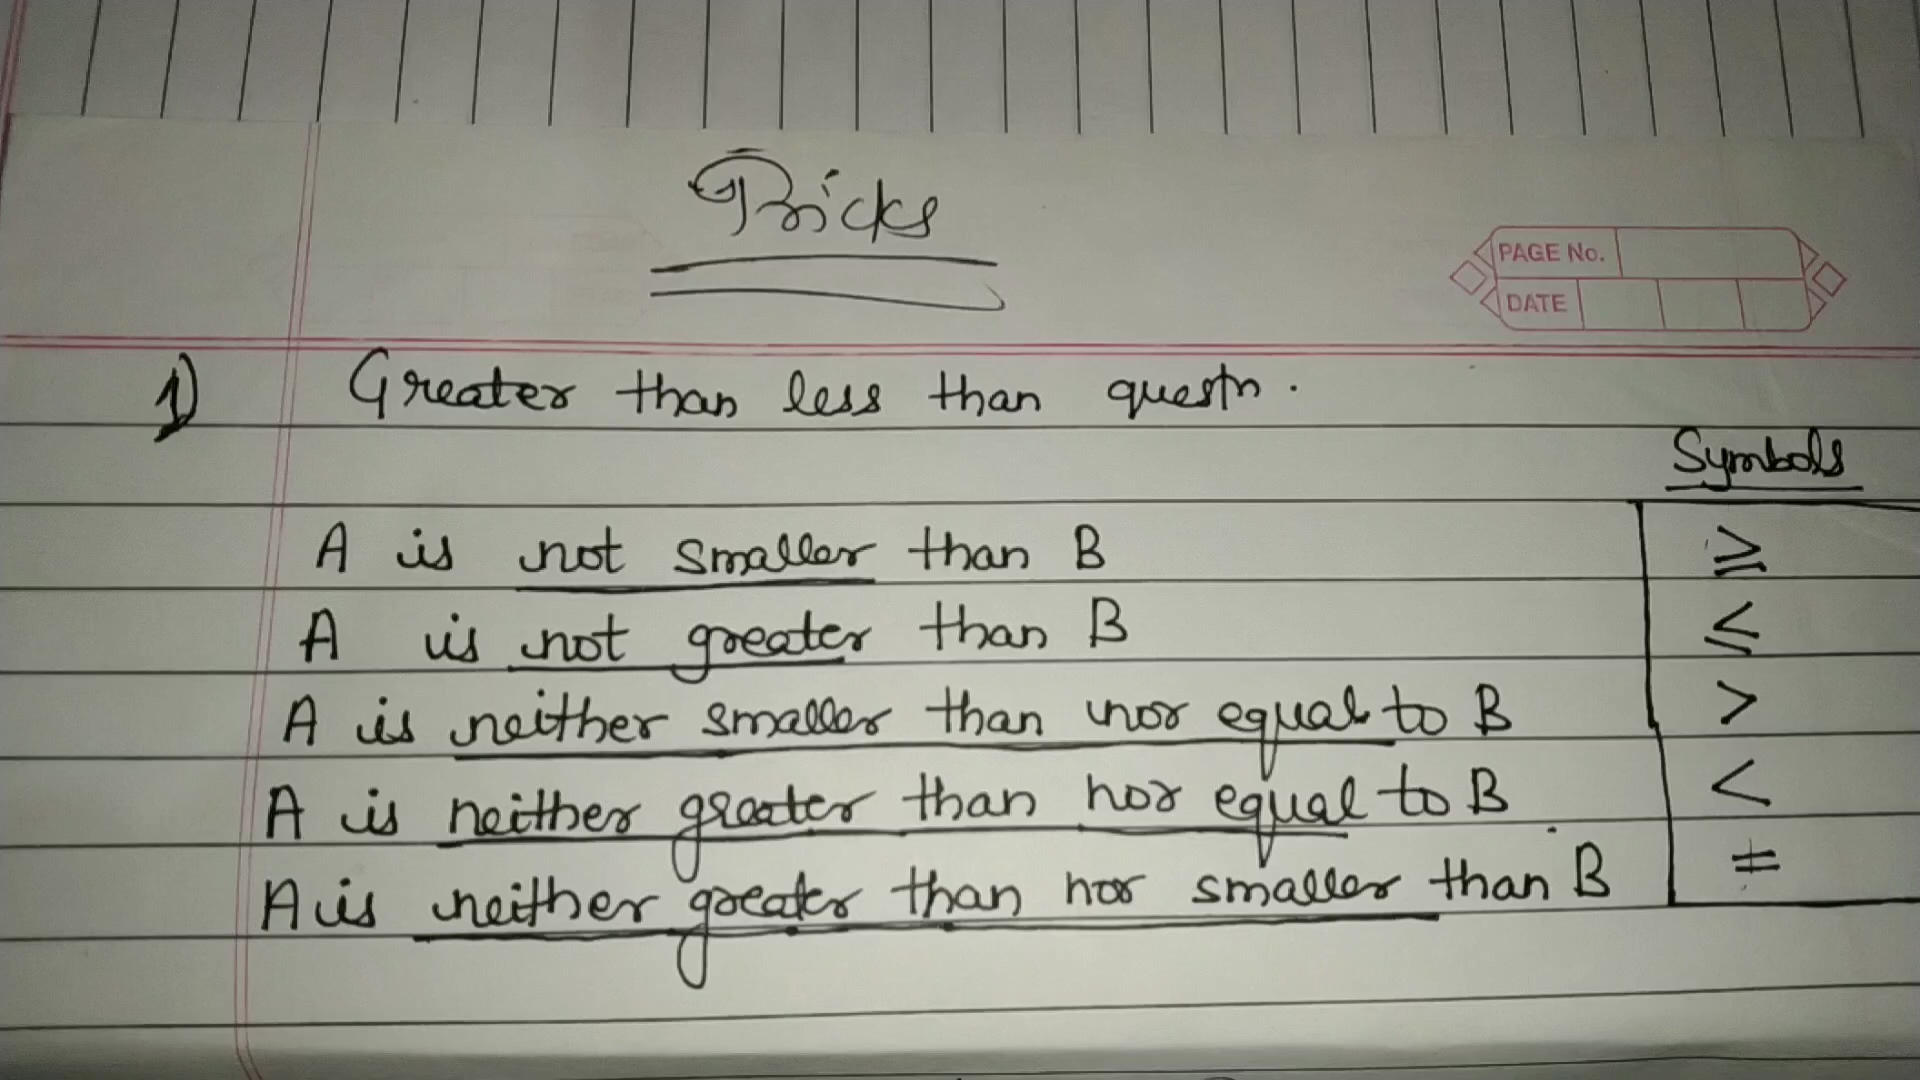 Tricks
PAGE No.
DATE
1) Greater than less than questn.
Symbols
A is not smaller than B ≥
A is not greater than B ≤
A is neither smaller than nor equal to B >
A is neither greater than nor equal to B <
A is neither greater than nor smaller than B =